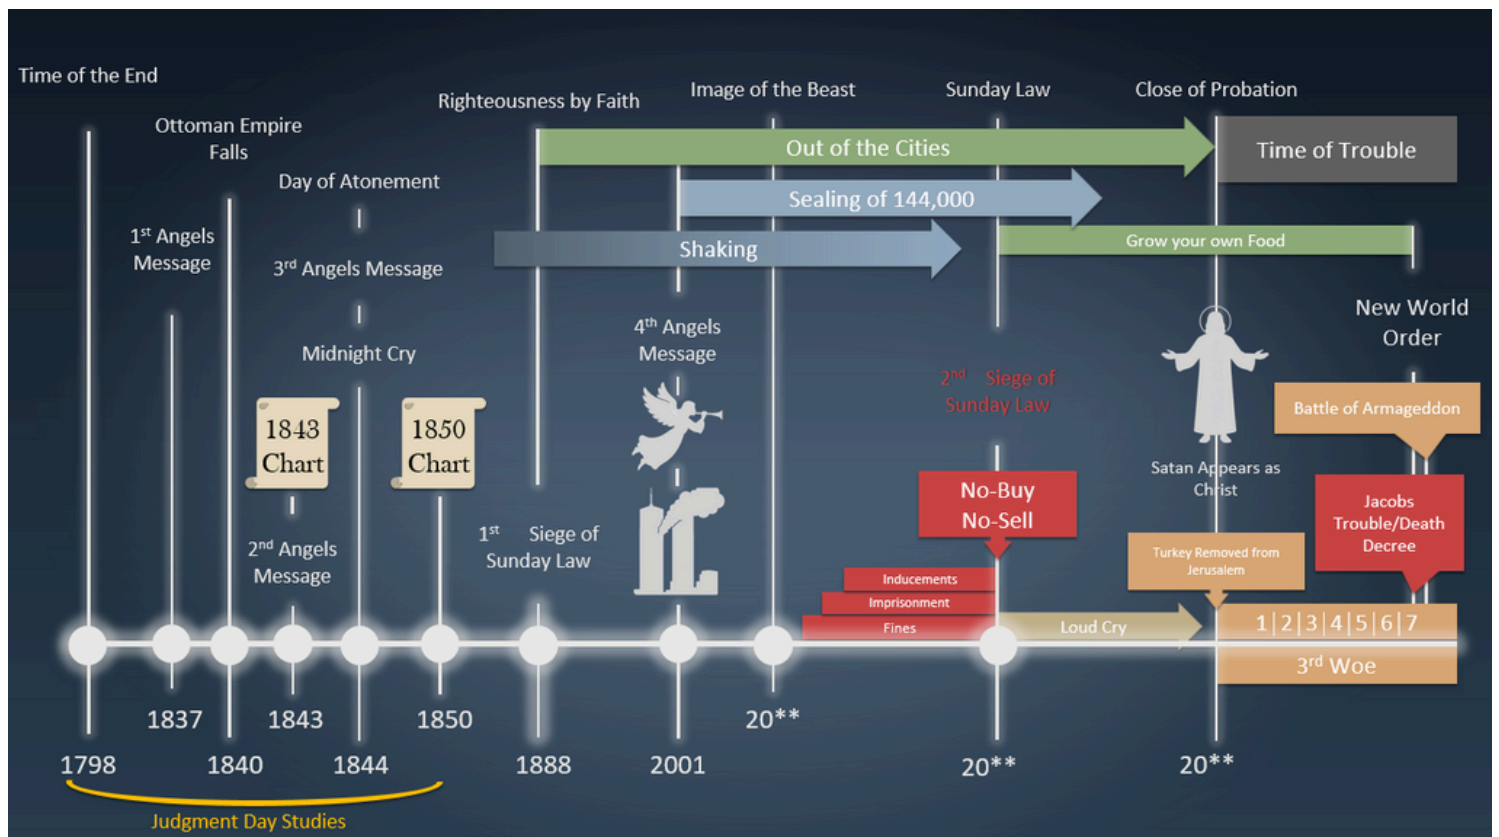 Time of the End
Ottoman Empire
Falls
1st Angels
Message
Day of Atonement
3rd Angels Message
Midnight Cry
1843
Chart
2nd Angels
Message
1850
Chart
Righteousness by Faith
1st Siege of
Sunday Law
Image of the Beast
Sunday Law
Close of Probation
Out of the Cities
Time of Trouble
Sealing of 144,000
Shaking
Grow your own Food
4th Angels
Message
2nd Siege of
Sunday Law
No-Buy
No-Sell
Inducements
Imprisonment
Fines
Loud Cry
Satan Appears as
Christ
Turkey Removed from
Jerusalem
New World
Order
Battle of Armageddon
Jacobs
Trouble/Death
Decree
1|2|3|4|5|6|7
3rd Woe
1837
1843
1850
20**
1798
1840
1844
1888
2001
20**
20**
Judgment Day Studies